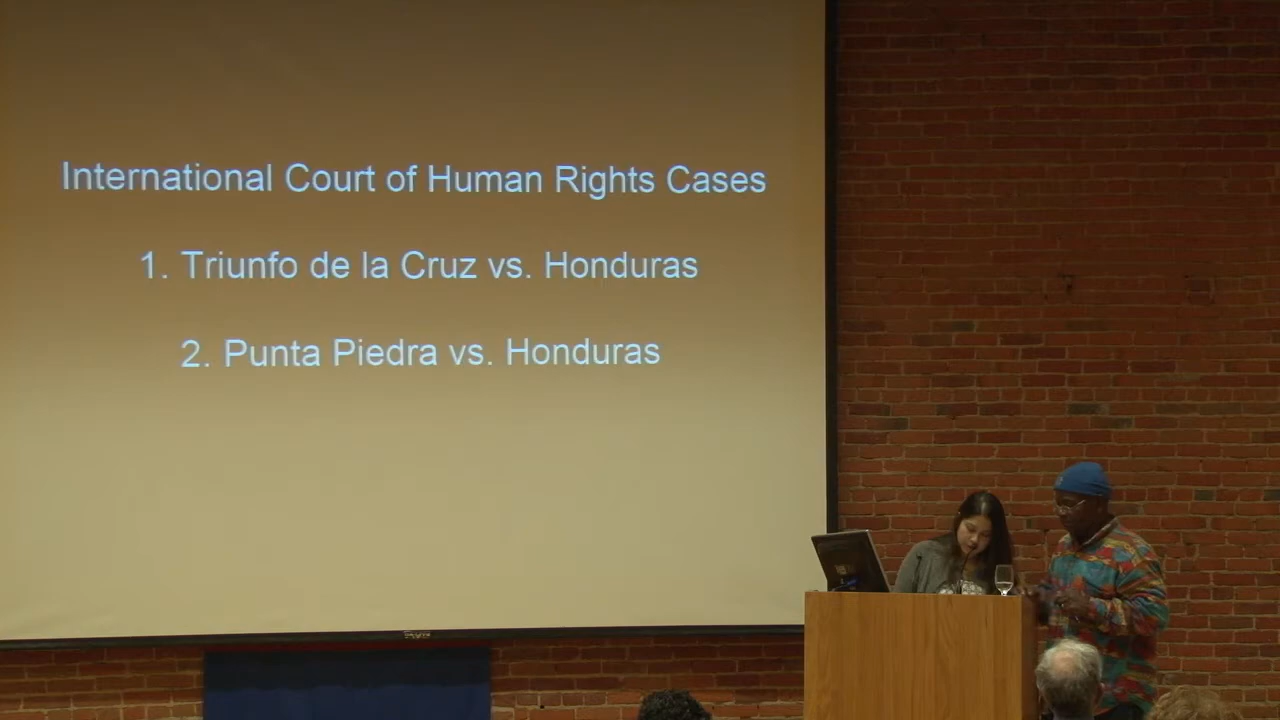 International Court of Human Rights Cases
1. Triunfo de la Cruz vs. Honduras
2. Punta Piedra vs. Honduras